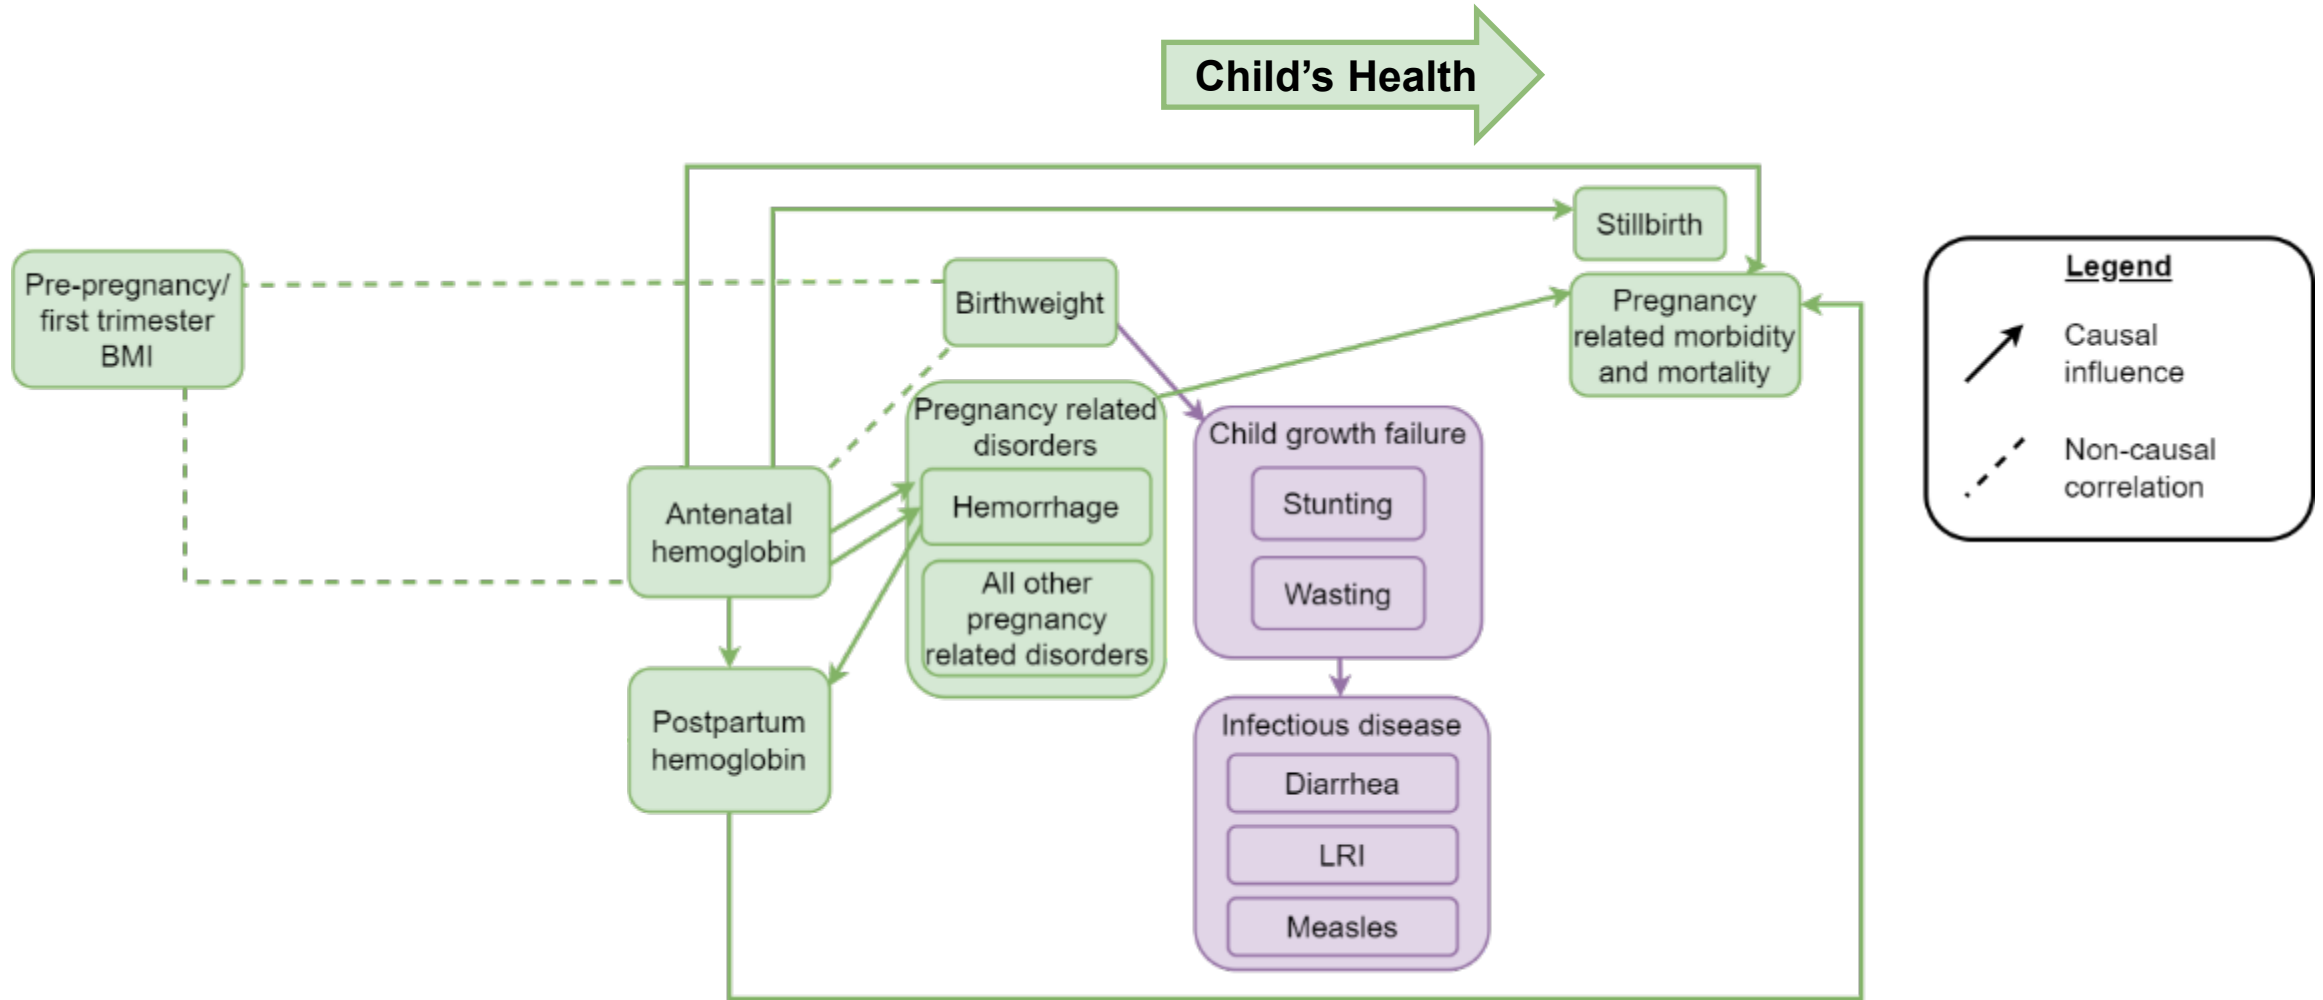 Child’s Health
Stillbirth
Pre-pregnancy/
first trimester
BMI
Birthweight
Pregnancy
related morbidity
and mortality
Legend
Causal
influence
Non-causal
correlation
Pregnancy related
disorders
Hemorrhage
All other
pregnancy
related disorders
Child growth failure
Stunting
Wasting
Antenatal
hemoglobin
Postpartum
hemoglobin
Infectious disease
Diarrhea
LRI
Measles